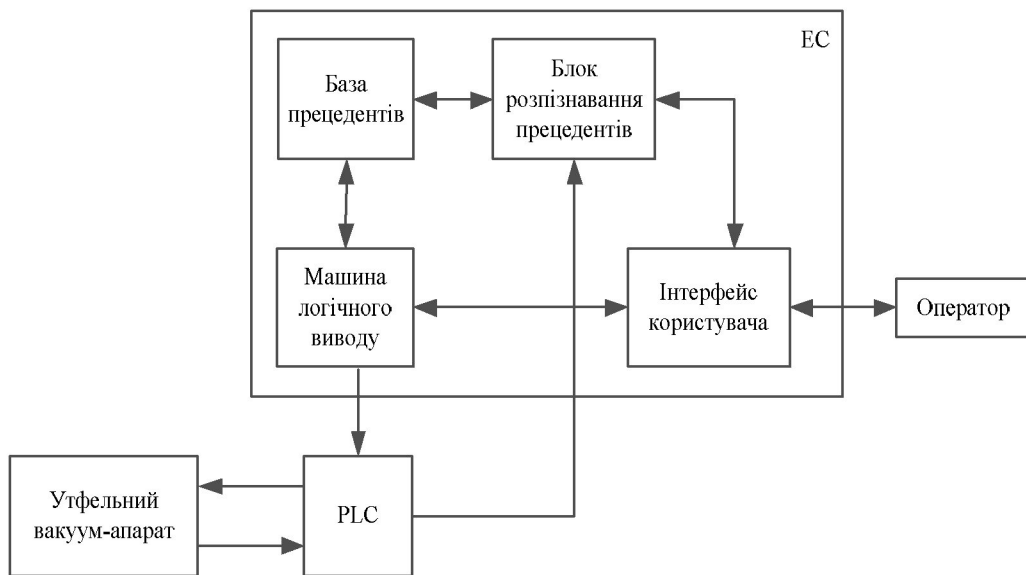 ЕС
База
прецедентів
Блок
розпізнавання
прецедентів
Машина
логічного
виводу
Інтерфейс
користувача
Оператор
Утфельний
вакуум-апарат
PLC